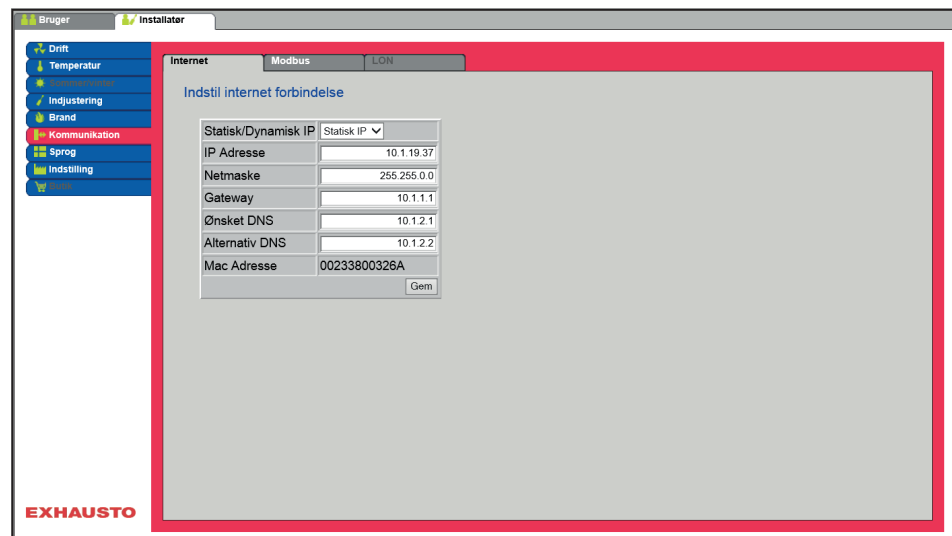 Bruger
Installatør
Drift
Temperatur
Sommer/vinter
Indjustering
Brand
Kommunikation
Sprog
Indstilling
Internet
Modbus
LON
Indstil internet forbindelse
Statisk/Dynamisk IP Statisk IP
IP Adresse 10.1.19.37
Netmaske 255.255.0.0
Gateway 10.1.1.1
Ønsket DNS 10.1.2.1
Alternativ DNS 10.1.2.2
Mac Adresse 00233800326A
Gem
EXHAUSTO